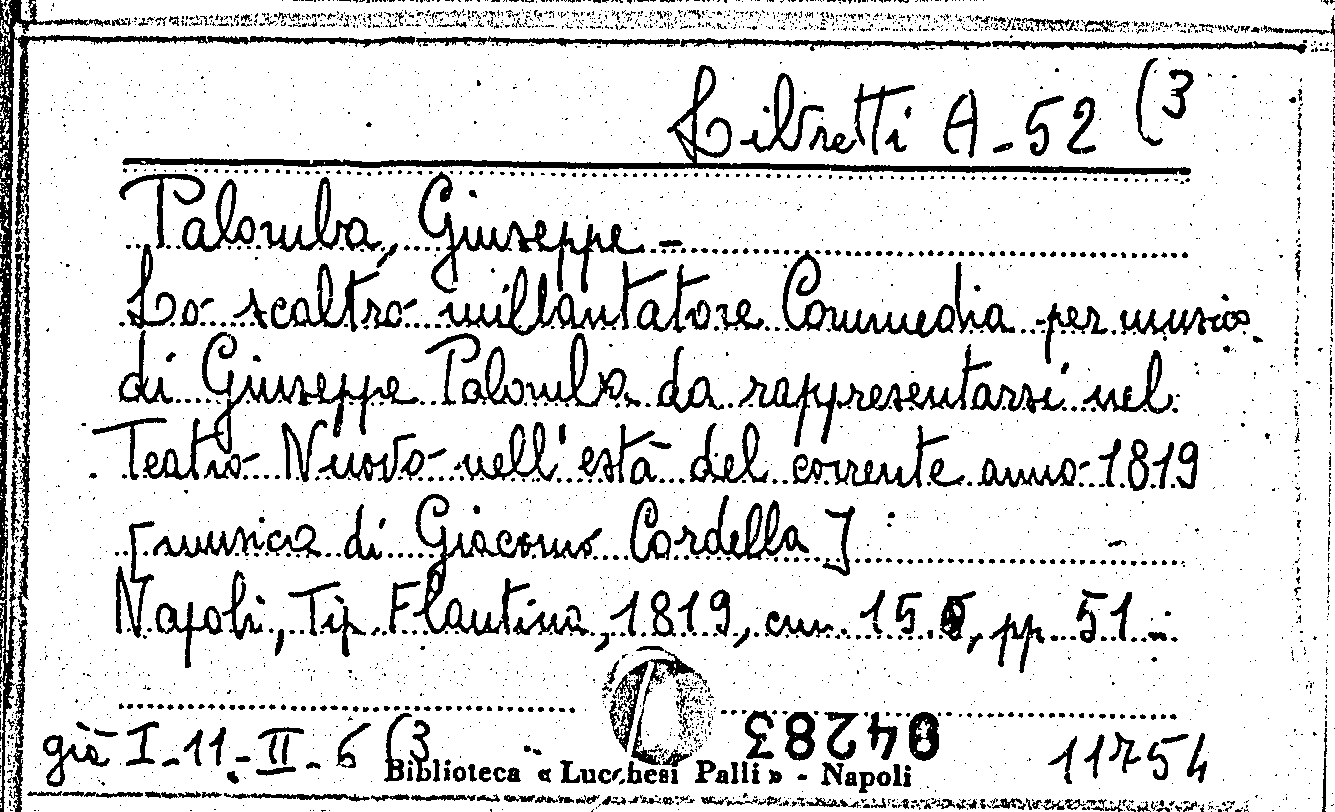 Libretti A-52 (3
Palomba, Giuseppe -
Lo scaltro millantatore Commedia per musica
di Giuseppe Palomba da rappresentarsi nel
Teatro Nuovo nell'està del corrente anno 1819
[musica di Giacomo Cordella]
Napoli, Tip. Flautina, 1819, cm. 15.5, pp. 51 -
04283
già I-11-II-6 (3
11754
Biblioteca « Lucchesi Palli » - Napoli